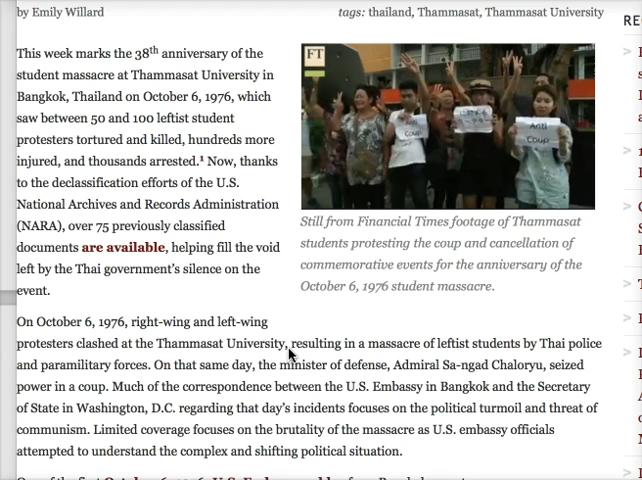 by Emily Willard
tags: thailand, Thammasat, Thammasat University
This week marks the 38th anniversary of the
student massacre at Thammasat University in
Bangkok, Thailand on October 6, 1976, which
saw between 50 and 100 leftist student
protesters tortured and killed, hundreds more
injured, and thousands arrested.1 Now, thanks
to the declassification efforts of the U.S.
National Archives and Records Administration
(NARA), over 75 previously classified
documents are available, helping fill the void
left by the Thai government's silence on the
event.
FT
Anti
Coup
Still from Financial Times footage of Thammasat
students protesting the coup and cancellation of
commemorative events for the anniversary of the
October 6, 1976 student massacre.
On October 6, 1976, right-wing and left-wing
protesters clashed at the Thammasat University, resulting in a massacre of leftist students by Thai police
and paramilitary forces. On that same day, the minister of defense, Admiral Sa-ngad Chaloryu, seized
power in a coup. Much of the correspondence between the U.S. Embassy in Bangkok and the Secretary
of State in Washington, D.C. regarding that day's incidents focuses on the political turmoil and threat of
communism. Limited coverage focuses on the brutality of the massacre as U.S. embassy officials
attempted to understand the complex and shifting political situation.
RE